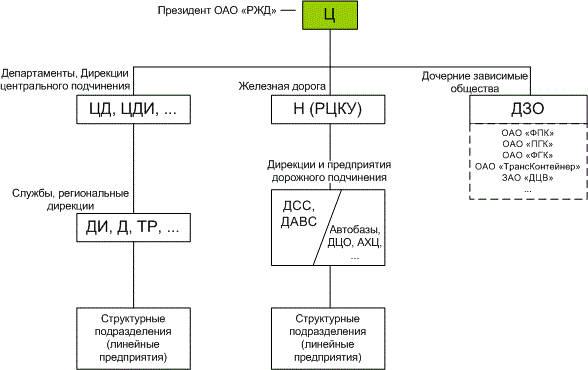 Президент ОАО «РЖД»
Ц
Департаменты, Дирекции
центрального подчинения
ЦД, ЦДИ, ...
Железная дорога
Н (РЦКУ)
Дочерние зависимые
общества
ДЗО
ОАО «ФПК»
ОАО «ПГК»
ОАО «ФГК»
ОАО «ТрансКонтейнер»
ЗАО «ДЦВ»
...
Службы, региональные
дирекции
ДИ, Д, ТР, ...
Дирекции и предприятия
дорожного подчинения
ДСС,
ДАВС
Автобазы,
ДЦО, АХЦ,
...
Структурные
подразделения
(линейные
предприятия)
Структурные
подразделения
(линейные
предприятия)